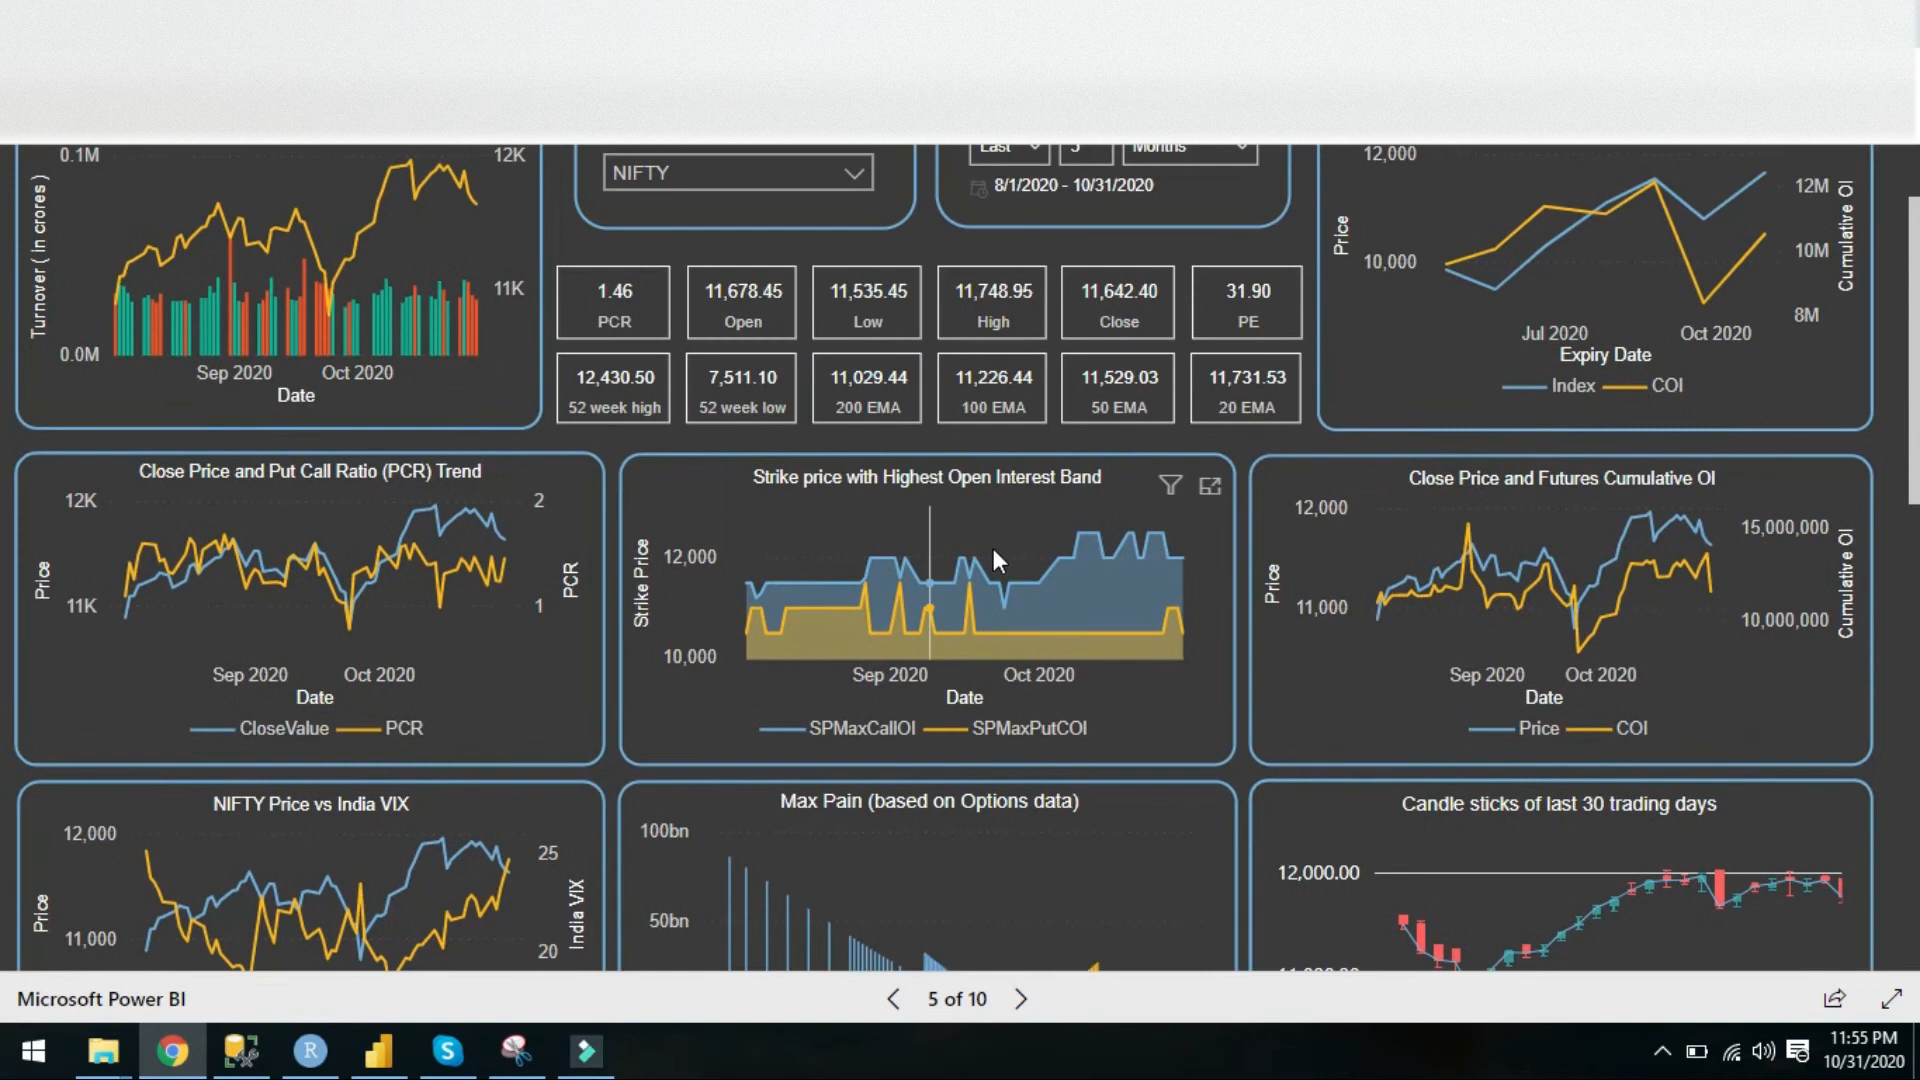 Last
3
Months
NIFTY
8/1/2020 - 10/31/2020
0.1M
12K
Turnover ( in crores )
11K
0.0M
Sep 2020
Oct 2020
Date
1.46
PCR
11,678.45
Open
11,535.45
Low
11,748.95
High
11,642.40
Close
31.90
PE
12,430.50
52 week high
7,511.10
52 week low
11,029.44
200 EMA
11,226.44
100 EMA
11,529.03
50 EMA
11,731.53
20 EMA
12,000
12M
Price
Cumulative OI
10M
10,000
8M
Jul 2020
Oct 2020
Expiry Date
Index
COI
Close Price and Put Call Ratio (PCR) Trend
12K
2
Price
PCR
11K
1
Sep 2020
Oct 2020
Date
CloseValue
PCR
Strike price with Highest Open Interest Band
Strike Price
12,000
10,000
Sep 2020
Oct 2020
Date
SPMaxCallOI
SPMaxPutCOI
Close Price and Futures Cumulative OI
12,000
15,000,000
Price
Cumulative OI
11,000
10,000,000
Sep 2020
Oct 2020
Date
Price
COI
NIFTY Price vs India VIX
12,000
25
Price
India VIX
11,000
20
Max Pain (based on Options data)
100bn
50bn
Candle sticks of last 30 trading days
12,000.00
Microsoft Power BI
5 of 10
R
S
11:55 PM
10/31/2020